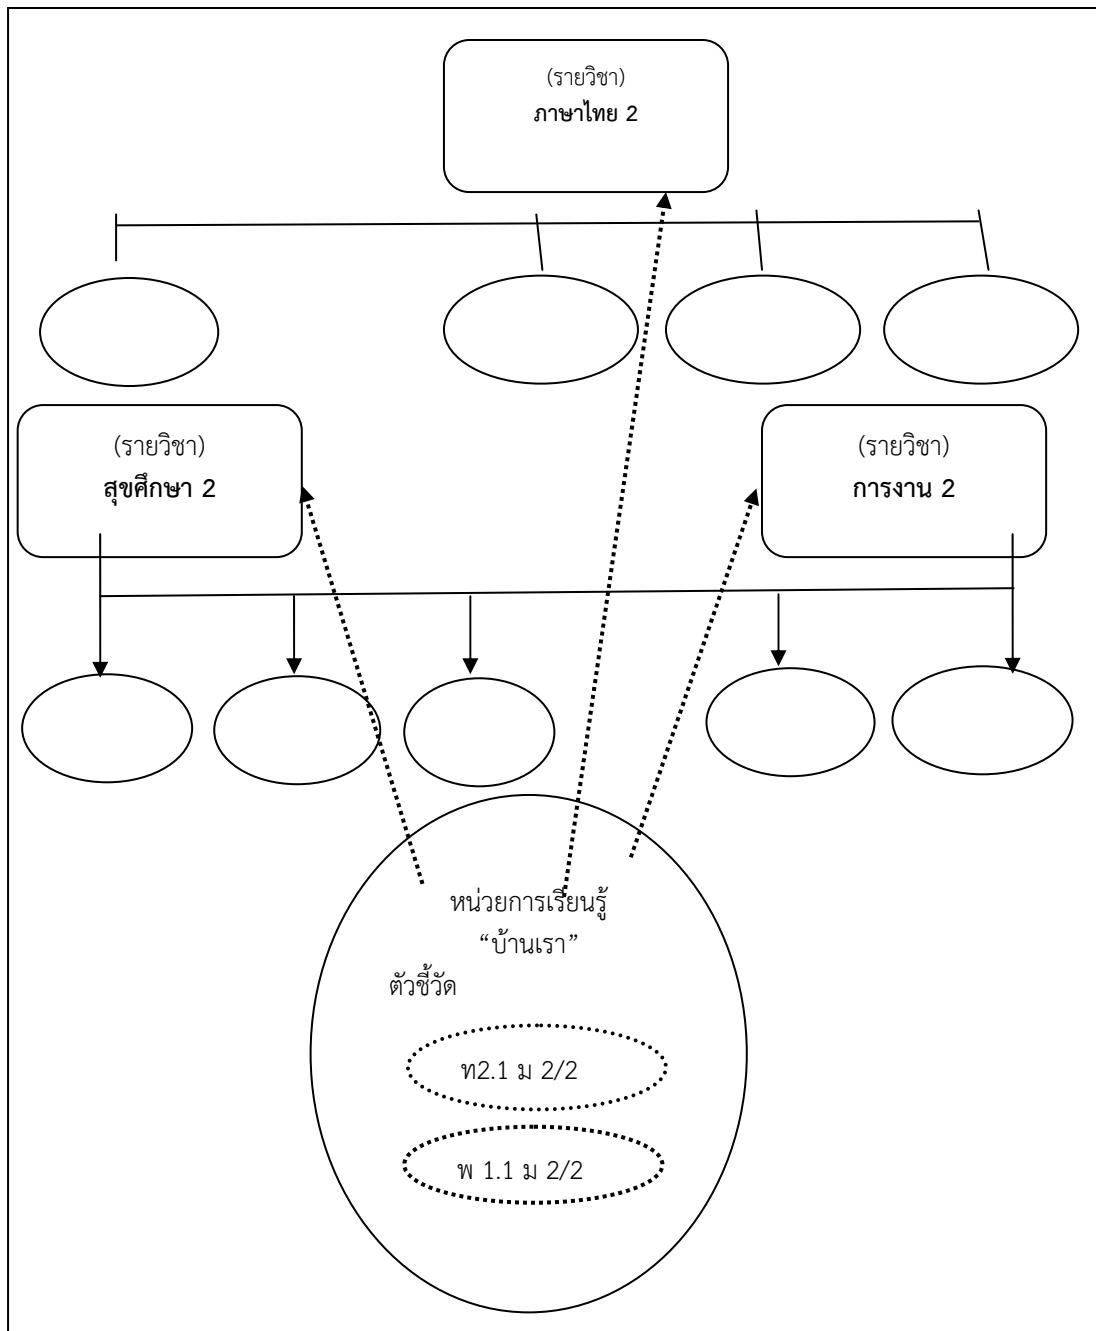 (รายวิชา)
ภาษาไทย 2
(รายวิชา)
สุขศึกษา 2
(รายวิชา)
การงาน 2
หน่วยการเรียนรู้
“บ้านเรา”
ตัวชี้วัด
ท2.1 ม 2/2
พ 1.1 ม 2/2